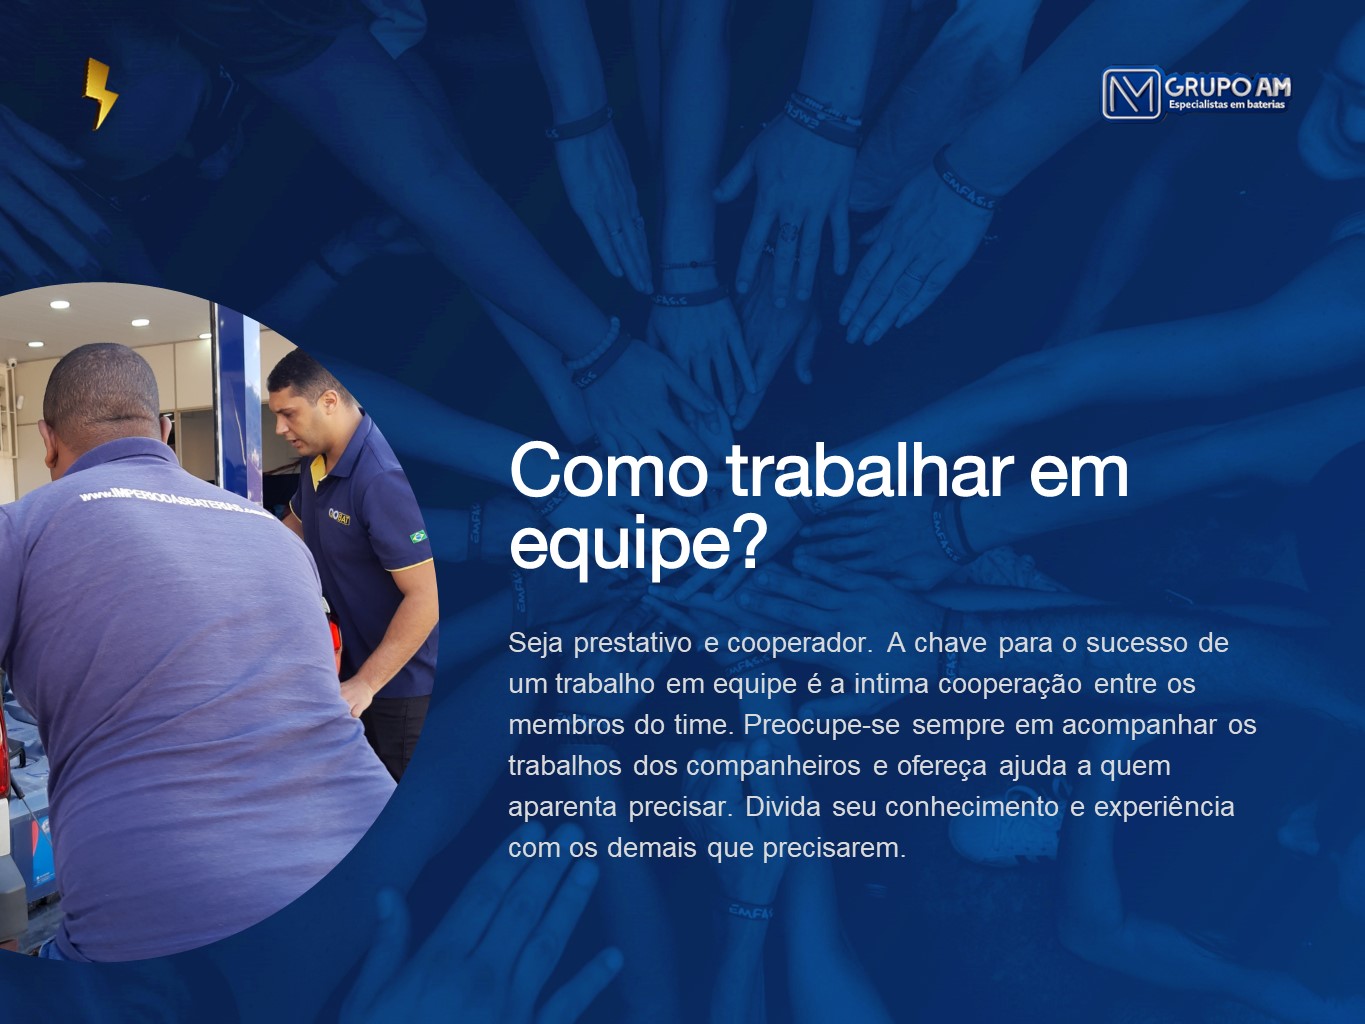 GRUPO AM
Especialistas em baterias
Como trabalhar em
equipe?
Seja prestativo e cooperador. A chave para o sucesso de
um trabalho em equipe é a intima cooperação entre os
membros do time. Preocupe-se sempre em acompanhar os
trabalhos dos companheiros e ofereça ajuda a quem
aparenta precisar. Divida seu conhecimento e experiência
com os demais que precisarem.
EMFASIS